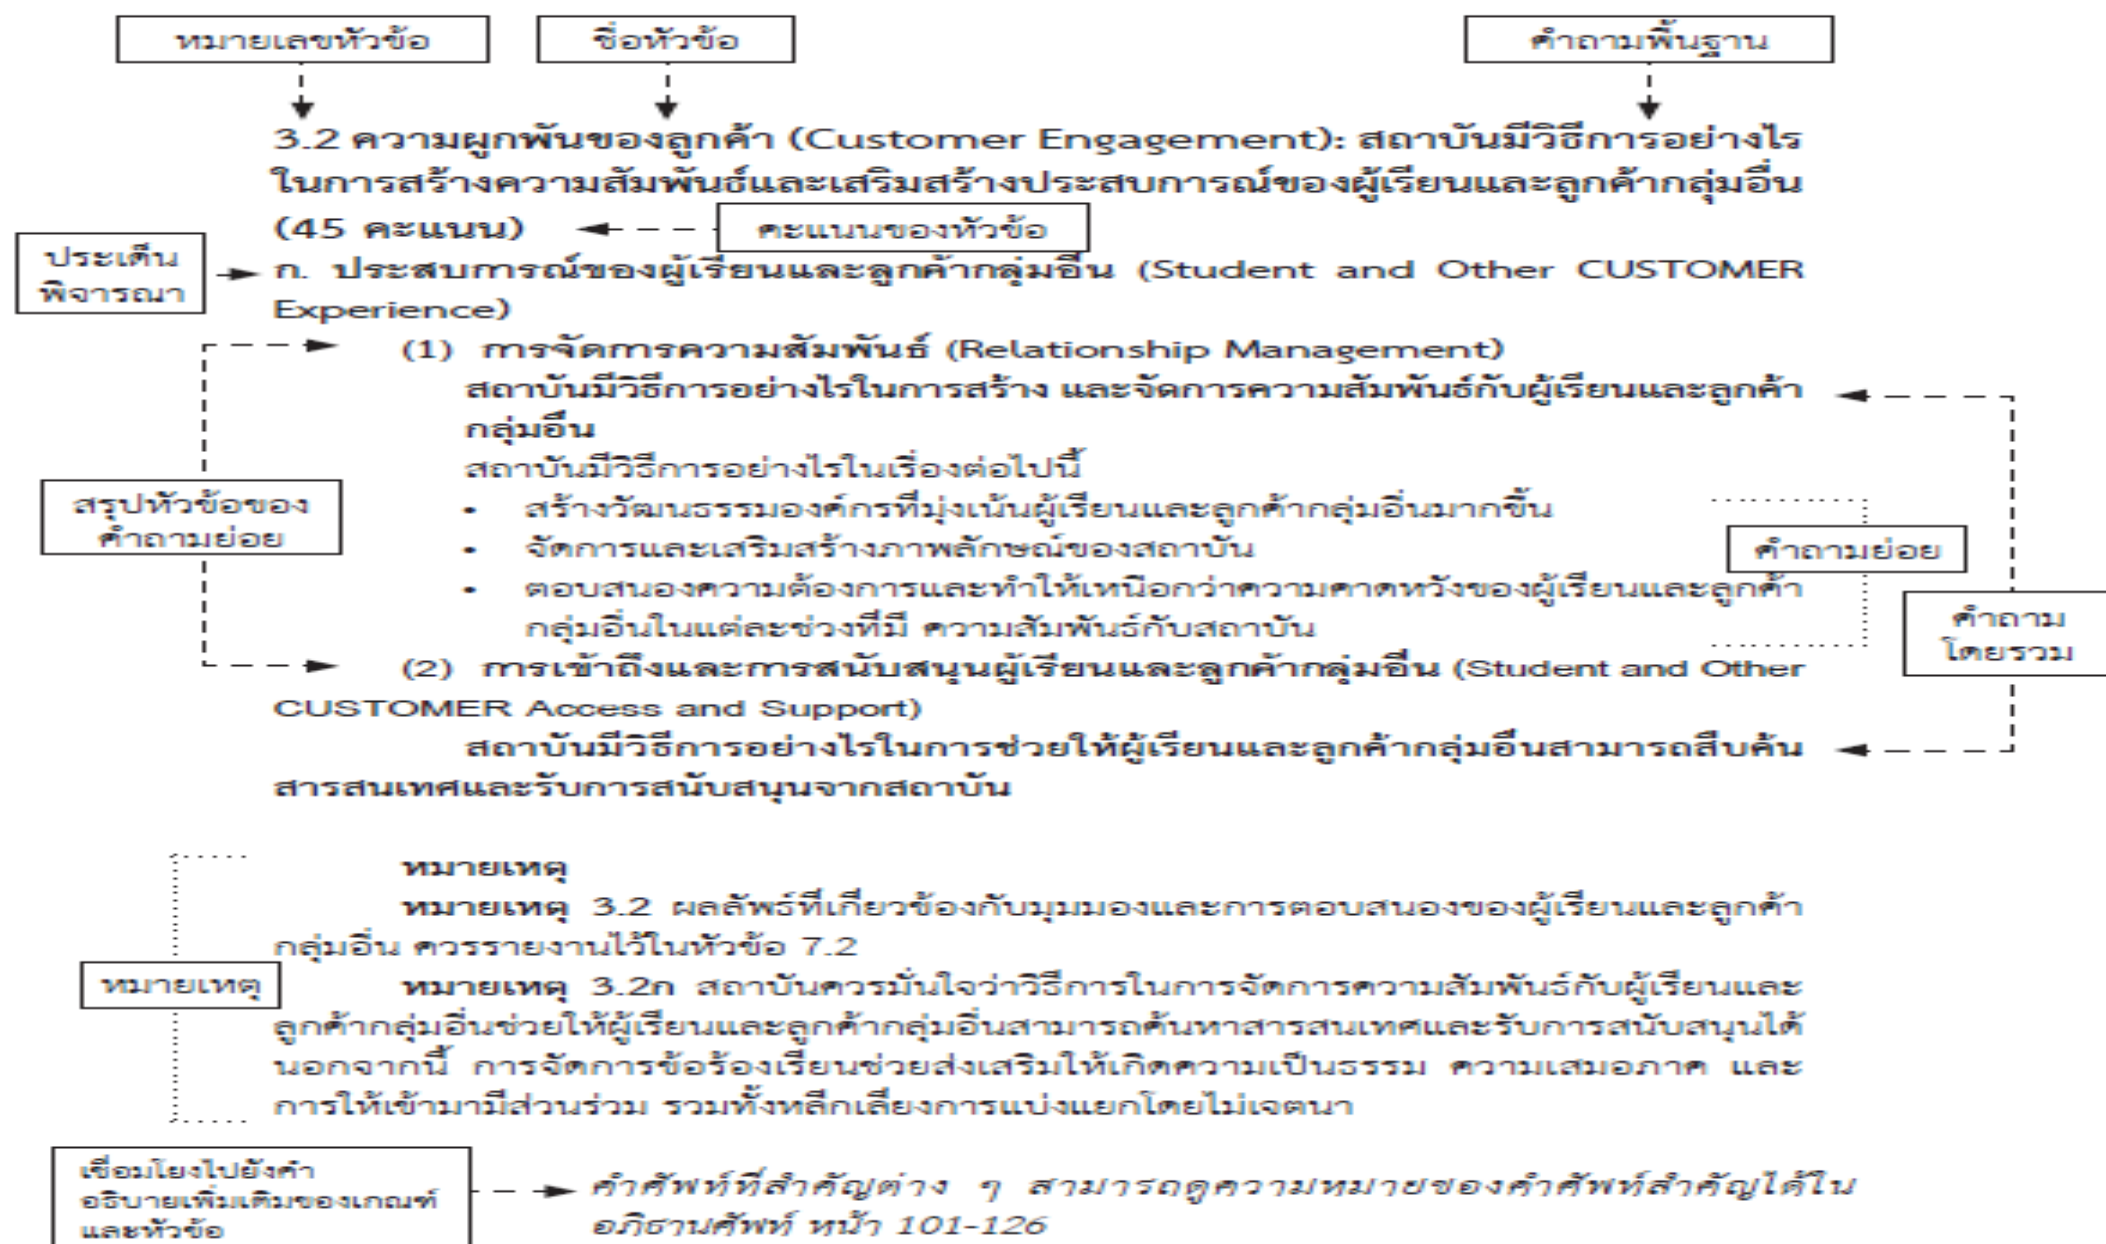 หมายเลขหัวข้อ
ชื่อหัวข้อ
คำถามพื้นฐาน
3.2 ความผูกพันของลูกค้า (Customer Engagement): สถาบันมีวิธีการอย่างไร
ในการสร้างความสัมพันธ์และเสริมสร้างประสบการณ์ของผู้เรียนและลูกค้ากลุ่มอื่น
(45 คะแนน)
คะแนนของหัวข้อ
ประเด็น
พิจารณา
ก. ประสบการณ์ของผู้เรียนและลูกค้ากลุ่มอื่น (Student and Other CUSTOMER
Experience)
(1) การจัดการความสัมพันธ์ (Relationship Management)
สถาบันมีวิธีการอย่างไรในการสร้าง และจัดการความสัมพันธ์กับผู้เรียนและลูกค้า
กลุ่มอื่น
สถาบันมีวิธีการอย่างไรในเรื่องต่อไปนี้
สรุปหัวข้อของ
คำถามย่อย
• สร้างวัฒนธรรมองค์กรที่มุ่งเน้นผู้เรียนและลูกค้ากลุ่มอื่นมากขึ้น
• จัดการและเสริมสร้างภาพลักษณ์ของสถาบัน
คำถามย่อย
• ตอบสนองความต้องการและทำให้เหนือกว่าความคาดหวังของผู้เรียนและลูกค้า
กลุ่มอื่นในแต่ละช่วงที่มี ความสัมพันธ์กับสถาบัน
คำถาม
โดยรวม
(2) การเข้าถึงและการสนับสนุนผู้เรียนและลูกค้ากลุ่มอื่น (Student and Other
CUSTOMER Access and Support)
สถาบันมีวิธีการอย่างไรในการช่วยให้ผู้เรียนและลูกค้ากลุ่มอื่นสามารถสืบค้น
สารสนเทศและรับการสนับสนุนจากสถาบัน
หมายเหตุ
หมายเหตุ 3.2 ผลลัพธ์ที่เกี่ยวข้องกับมุมมองและการตอบสนองของผู้เรียนและลูกค้า
กลุ่มอื่น ควรรายงานไว้ในหัวข้อ 7.2
หมายเหตุ
หมายเหตุ 3.2ก สถาบันควรมั่นใจว่าวิธีการในการจัดการความสัมพันธ์กับผู้เรียนและ
ลูกค้ากลุ่มอื่นช่วยให้ผู้เรียนและลูกค้ากลุ่มอื่นสามารถค้นหาสารสนเทศและรับการสนับสนุนได้
นอกจากนี้ การจัดการข้อร้องเรียนช่วยส่งเสริมให้เกิดความเป็นธรรม ความเสมอภาค และ
การให้เข้ามามีส่วนร่วม รวมทั้งหลีกเลี่ยงการแบ่งแยกโดยไม่เจตนา
เชื่อมโยงไปยังคำ
อธิบายเพิ่มเติมของเกณฑ์
และหัวข้อ
คำศัพท์ที่สำคัญต่าง ๆ สามารถดูความหมายของคำศัพท์สำคัญได้ใน
อภิธานศัพท์ หน้า 101-126